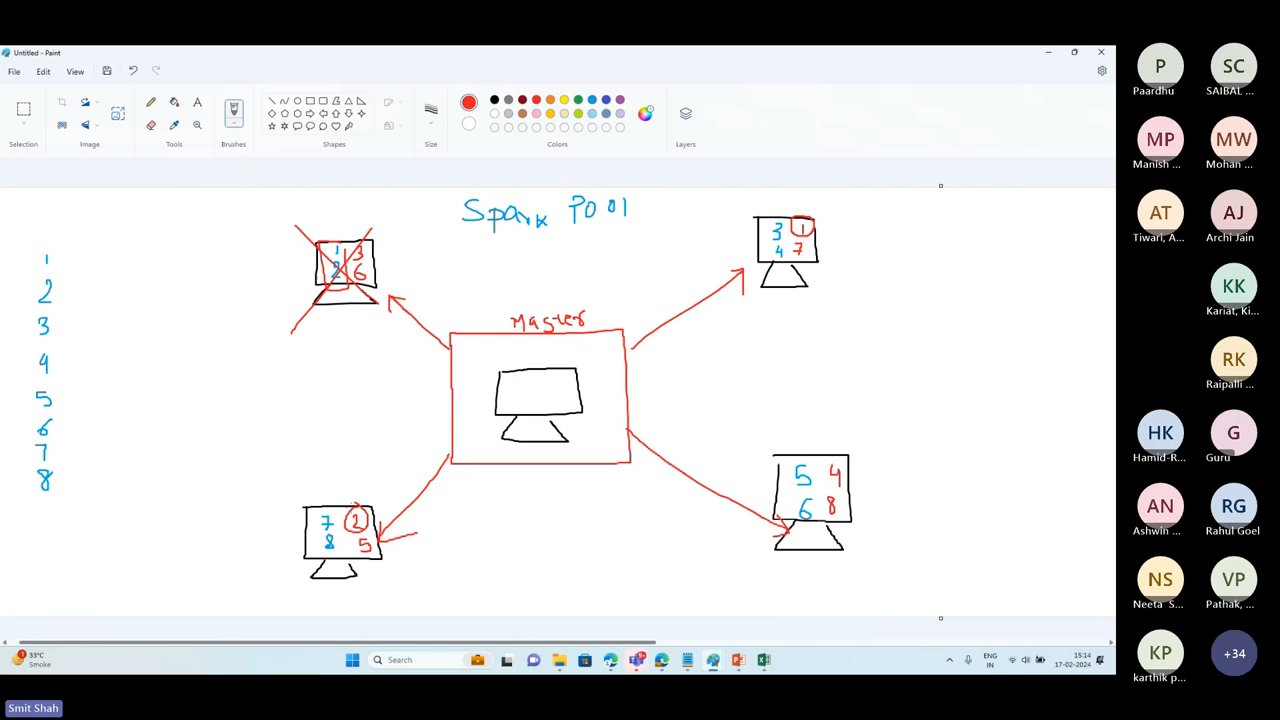 Untitled - Paint
File Edit View
Selection Image Tools Brushes Shapes Size Colors Layers
Spark Pool
1
2
3
4
5
6
7
8
1 3
2 6
3 1
4 7
Master
7 2
8 5
5 4
6 8
P
Paardhu
SC
SAIBAL ...
MP
Manish ...
MW
Mohan ...
AT
Tiwari, A...
AJ
Archi Jain
KK
Kariat, Ki...
RK
Raipalli ...
HK
Hamid-R...
G
Guru
AN
Ashwin ...
RG
Rahul Goel
NS
Neeta S...
VP
Pathak, ...
KP
karthik p...
+34
1
33°C
Smoke
Search
9+
ENG
IN
15:14
17-02-2024
Smit Shah